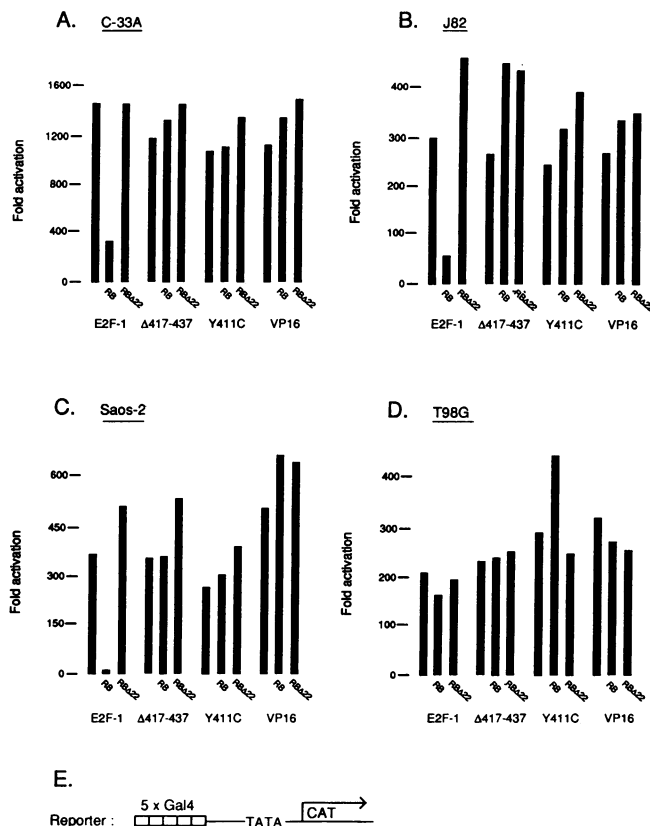 A. C-33A
Fold activation
1600
1200
800
400
0
RB RBΔ22 RB RBΔ22 RB RBΔ22 RB RBΔ22
E2F-1 Δ417-437 Y411C VP16
B. J82
Fold activation
400
300
200
100
0
RB RBΔ22 RB RBΔ22 RB RBΔ22 RB RBΔ22
E2F-1 Δ417-437 Y411C VP16
C. Saos-2
Fold activation
600
450
300
150
0
RB RBΔ22 RB RBΔ22 RB RBΔ22 RB RBΔ22
E2F-1 Δ417-437 Y411C VP16
D. T98G
Fold activation
400
300
200
100
0
RB RBΔ22 RB RBΔ22 RB RBΔ22 RB RBΔ22
E2F-1 Δ417-437 Y411C VP16
E.
5 x Gal4
Reporter : TATA CAT